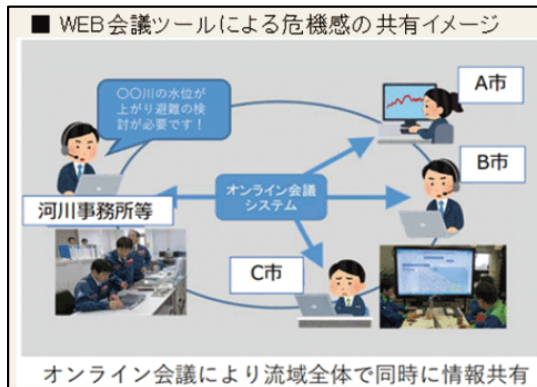 ■ WEB会議ツールによる危機感の共有イメージ
〇〇川の水位が
上がり避難の検
討が必要です！
A市
B市
オンライン会議
システム
河川事務所等
C市
オンライン会議により流域全体で同時に情報共有